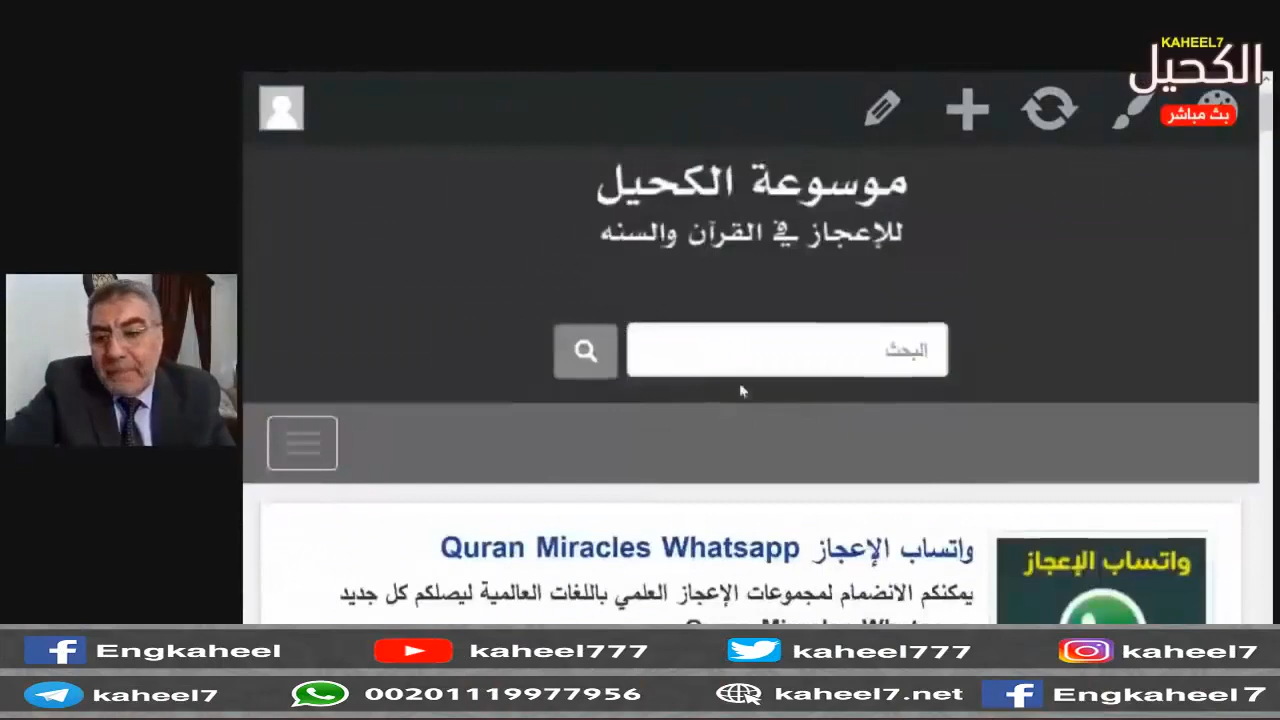 KAHEEL7
الكحيل
بث مباشر
موسوعة الكحيل
للإعجاز في القرآن والسنه
البحث
واتساب الإعجاز Quran Miracles Whatsapp
يمكنكم الانضمام لمجموعات الإعجاز العلمي باللغات العالمية ليصلكم كل جديد
واتساب الإعجاز
Engkaheel
kaheel777
kaheel777
kaheel7
kaheel7
00201119977956
kaheel7.net
Engkaheel7